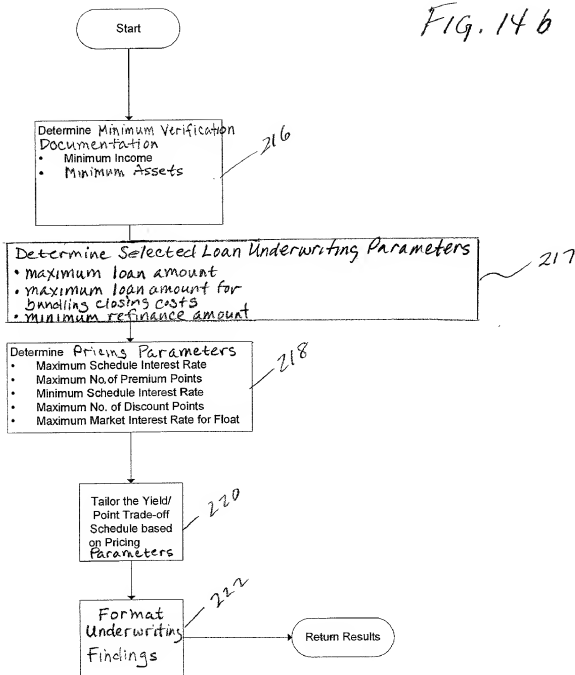 FIG. 14 b
Start
Determine Minimum Verification
Documentation
• Minimum Income
• Minimum Assets
216
Determine Selected Loan Underwriting Parameters
• maximum loan amount
• maximum loan amount for
bundling closing costs
• minimum refinance amount
217
Determine Pricing Parameters
• Maximum Schedule Interest Rate
• Maximum No. of Premium Points
• Minimum Schedule Interest Rate
• Maximum No. of Discount Points
• Maximum Market Interest Rate for Float
218
Tailor the Yield/
Point Trade-off
Schedule based
on Pricing
Parameters
220
Format
Underwriting
Findings
222
Return Results